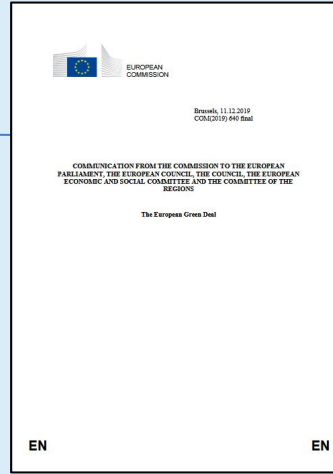 EUROPEAN
COMMISSION
Brussels, 11.12.2019
COM(2019) 640 final
COMMUNICATION FROM THE COMMISSION TO THE EUROPEAN
PARLIAMENT, THE EUROPEAN COUNCIL, THE COUNCIL, THE EUROPEAN
ECONOMIC AND SOCIAL COMMITTEE AND THE COMMITTEE OF THE
REGIONS
The European Green Deal
EN EN